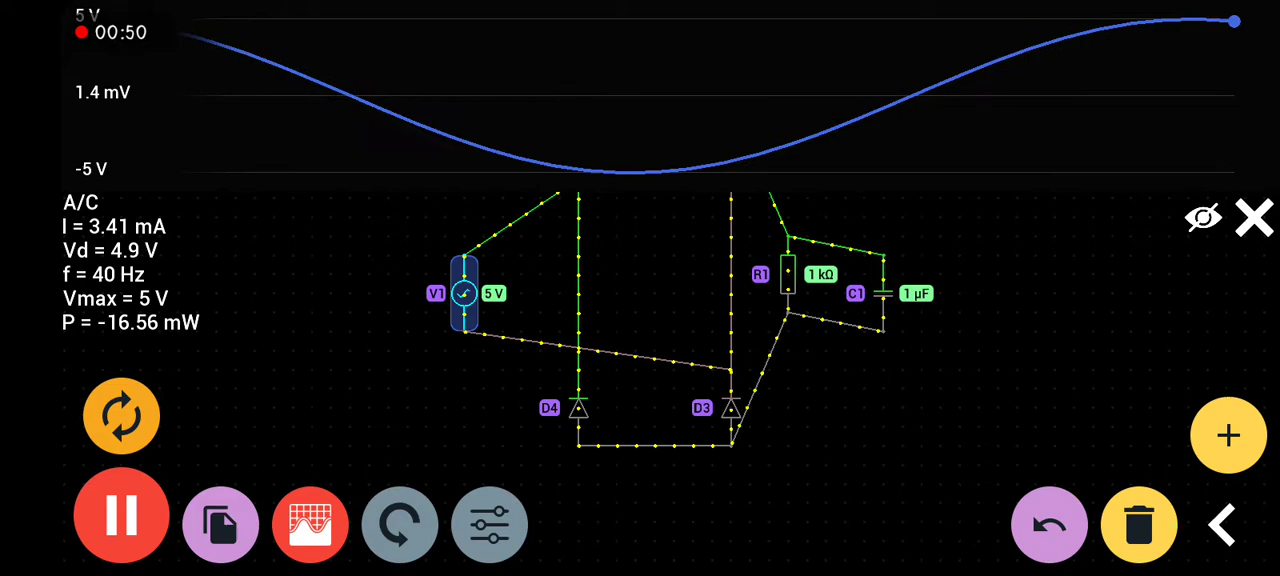 5 V
00:50
1.4 mV
-5 V
A/C
I = 3.41 mA
Vd = 4.9 V
f = 40 Hz
Vmax = 5 V
P = -16.56 mW
V1 5 V
R1 1 kΩ
C1 1 µF
D4
D3